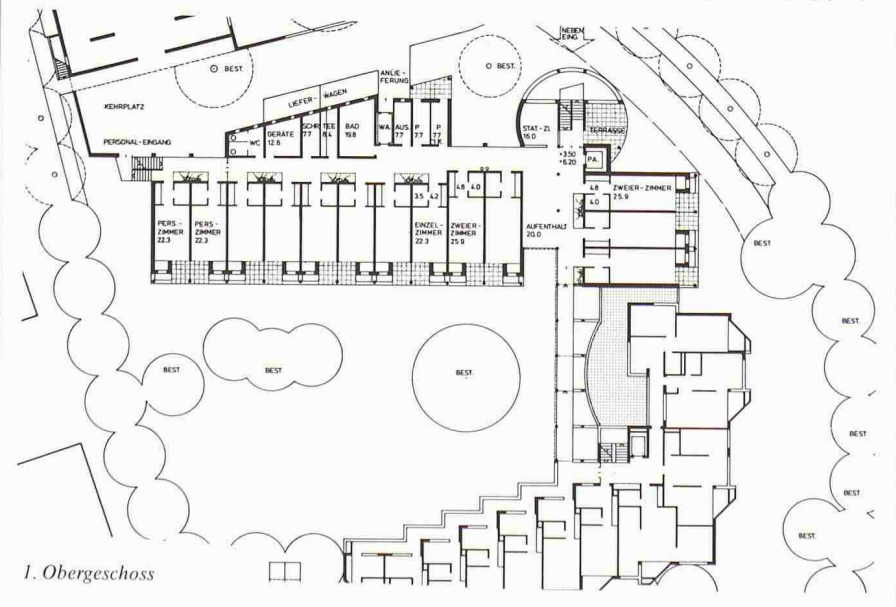 NEBEN
EING.
BEST.
ANLIE-
FERUNG
BEST.
LIEFER-WAGEN
KEHRPLATZ
PERSONAL-EINGANG
WC
GERÄTE
12.6
SCHR.
7.7
TEE
8.4
BAD
19.8
WA.
AUS.
7.7
P
7.7
P
7.7
STAT.-ZI.
16.0
TERRASSE
+3.50
+6.20
PA.
3.5
4.2
4.8
4.0
4.8
4.0
ZWEIER-ZIMMER
25.9
PERS.-
ZIMMER
22.3
PERS.-
ZIMMER
22.3
EINZEL-
ZIMMER
22.3
ZWEIER-
ZIMMER
25.9
AUFENTHALT
20.0
BEST
BEST.
BEST
BEST
BEST.
BEST.
BEST.
BEST.
1. Obergeschoss